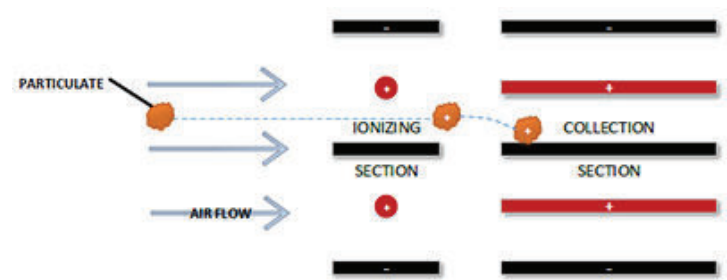 -
-
PARTICULATE
+
+
+
IONIZING
COLLECTION
+
SECTION
SECTION
AIR FLOW
+
+
-
-